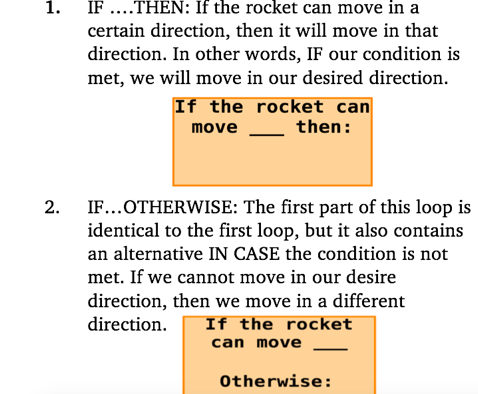 1. IF ....THEN: If the rocket can move in a
certain direction, then it will move in that
direction. In other words, IF our condition is
met, we will move in our desired direction.
If the rocket can
move ___ then:
2. IF...OTHERWISE: The first part of this loop is
identical to the first loop, but it also contains
an alternative IN CASE the condition is not
met. If we cannot move in our desire
direction, then we move in a different
direction.
If the rocket
can move ___
Otherwise: